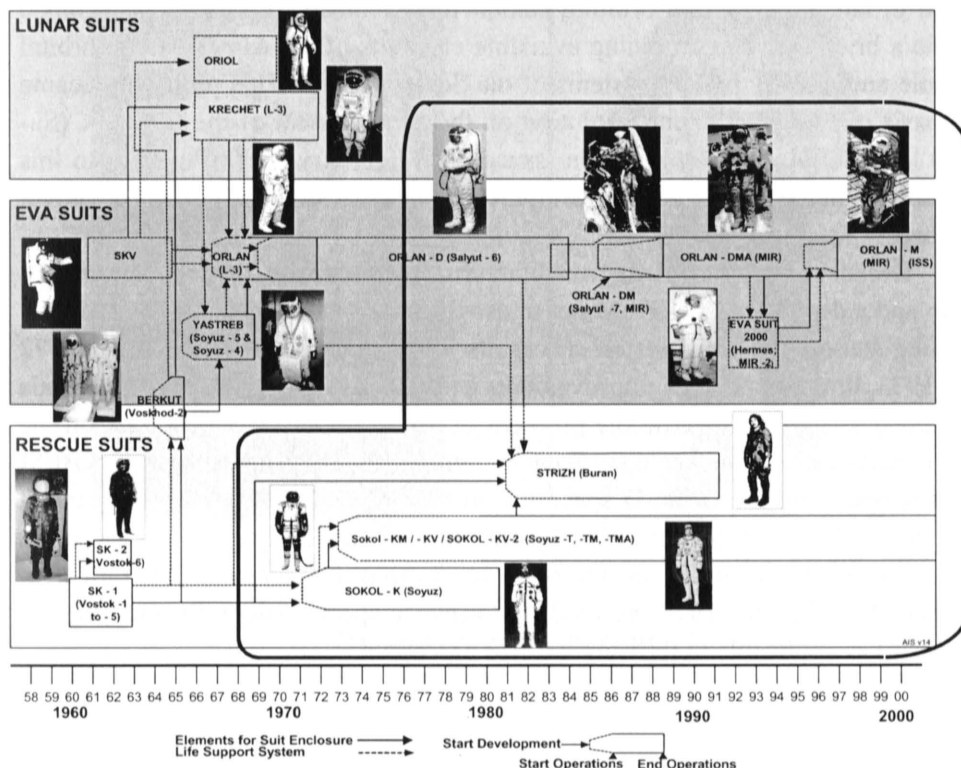 LUNAR SUITS
ORIOL
KRECHET (L-3)
EVA SUITS
SKV
ORLAN
(L-3)
ORLAN - D (Salyut - 6)
ORLAN - DMA (MIR)
ORLAN
(MIR)
ORLAN - M
(ISS)
ORLAN - DM
(Salyut -7, MIR)
YASTREB
(Soyuz - 5 &
Soyuz - 4)
EVA SUIT
2000
(Hermes,
MIR -2)
BERKUT
(Voskhod-2)
RESCUE SUITS
STRIZH (Buran)
SK - 2
Vostok-6)
Sokol - KM / - KV / SOKOL - KV-2 (Soyuz -T, -TM, -TMA)
SK - 1
(Vostok -1
to - 5)
SOKOL - K (Soyuz)
AIS v14
58 59 60 61 62 63 64 65 66 67 68 69 70 71 72 73 74 75 76 77 78 79 80 81 82 83 84 85 86 87 88 89 90 91 92 93 94 95 96 97 98 99 00
1960 1970 1980 1990 2000
Elements for Suit Enclosure
Life Support System
Start Development
Start Operations End Operations